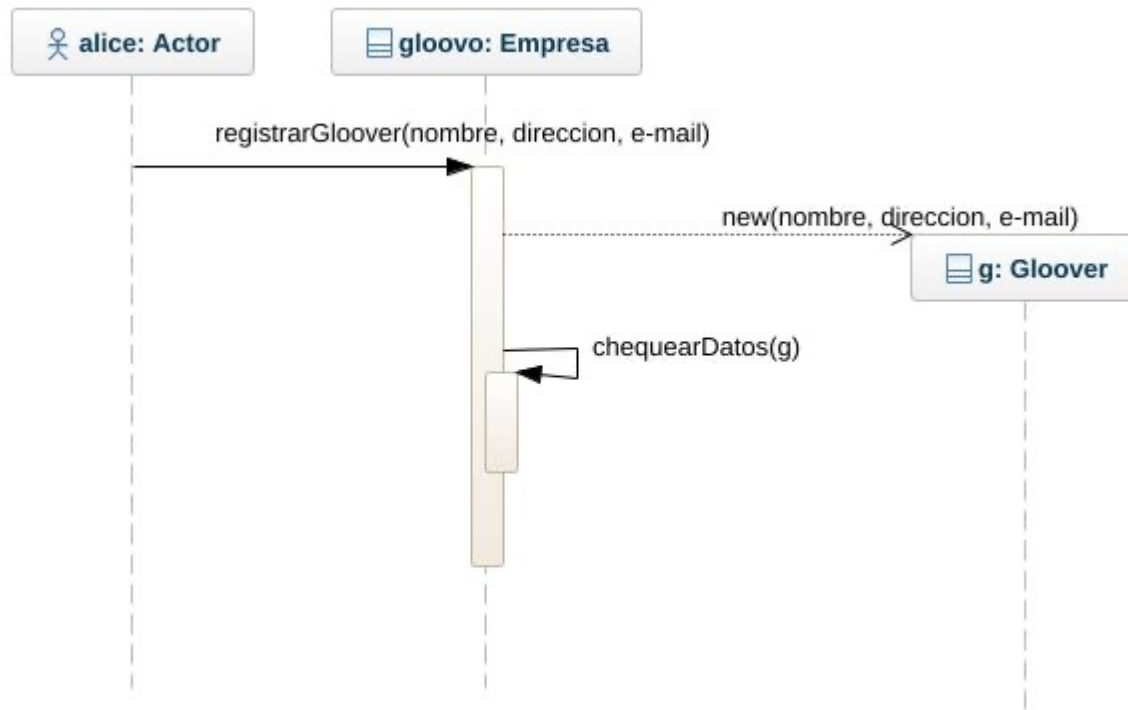 alice: Actor
gloovo: Empresa
registrarGloover(nombre, direccion, e-mail)
new(nombre, direccion, e-mail)
g: Gloover
chequearDatos(g)